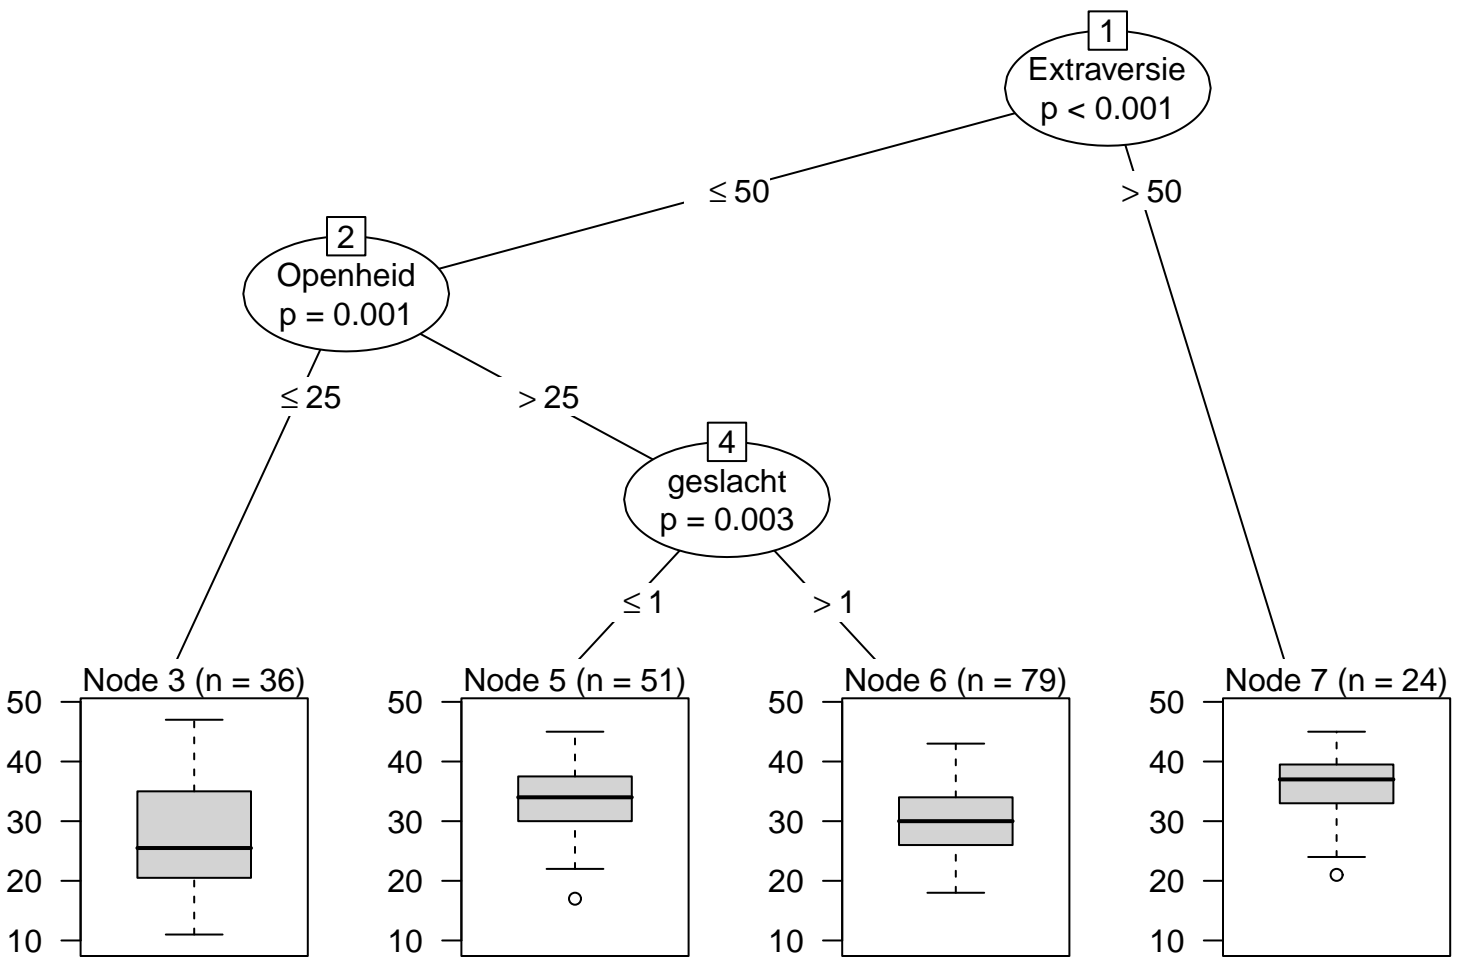 1
Extraversie
p < 0.001
≤ 50
> 50
2
Openheid
p = 0.001
≤ 25
> 25
4
geslacht
p = 0.003
≤ 1
> 1
Node 3 (n = 36)
50
40
30
20
10
Node 5 (n = 51)
50
40
30
20
10
Node 6 (n = 79)
50
40
30
20
10
Node 7 (n = 24)
50
40
30
20
10